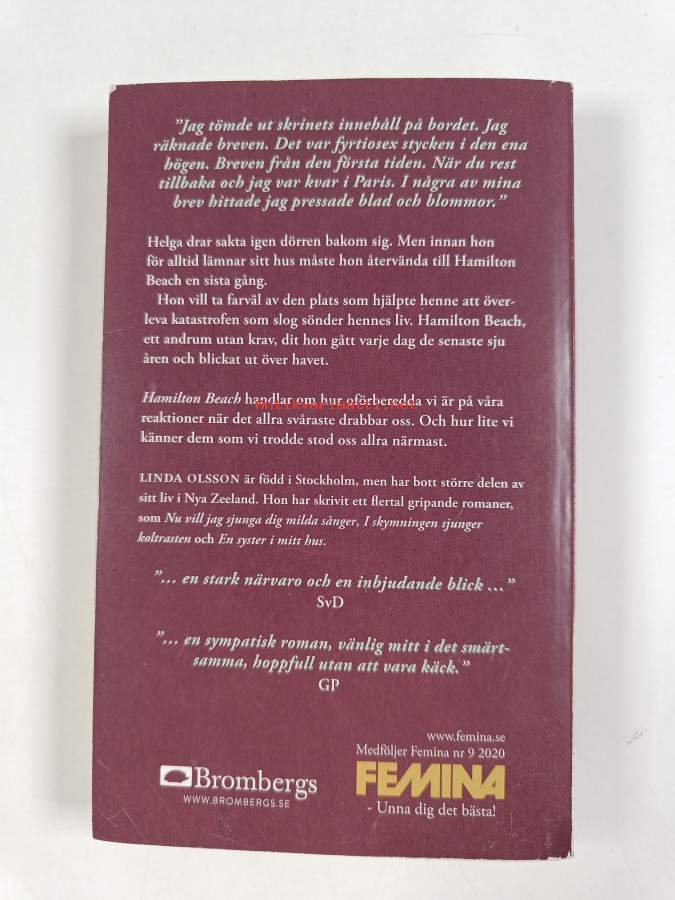 ”Jag tömde ut skrinets innehåll på bordet. Jag
räknade breven. Det var fyrtiosex stycken i den ena
högen. Breven från den första tiden. När du rest
tillbaka och jag var kvar i Paris. I några av mina
brev hittade jag pressade blad och blommor.”
Helga drar sakta igen dörren bakom sig. Men innan hon
för alltid lämnar sitt hus måste hon återvända till Hamilton
Beach en sista gång.
Hon vill ta farväl av den plats som hjälpte henne att över-
leva katastrofen som slog sönder hennes liv. Hamilton Beach,
ett andrum utan krav, dit hon gått varje dag de senaste sju
åren och blickat ut över havet.
Hamilton Beach handlar om hur oförberedda vi är på våra
antikvariaatti.net
reaktioner när det allra svåraste drabbar oss. Och hur lite vi
känner dem som vi trodde stod oss allra närmast.
LINDA OLSSON är född i Stockholm, men har bott större delen av
sitt liv i Nya Zeeland. Hon har skrivit ett flertal gripande romaner,
som Nu vill jag sjunga dig milda sånger, I skymningen sjunger
koltrasten och En syster i mitt hus.
”… en stark närvaro och en inbjudande blick …”
SvD
”… en sympatisk roman, vänlig mitt i det smärt-
samma, hoppfull utan att vara käck.”
GP
www.femina.se
Medföljer Femina nr 9 2020
FEMINA
- Unna dig det bästa!
Brombergs
WWW.BROMBERGS.SE